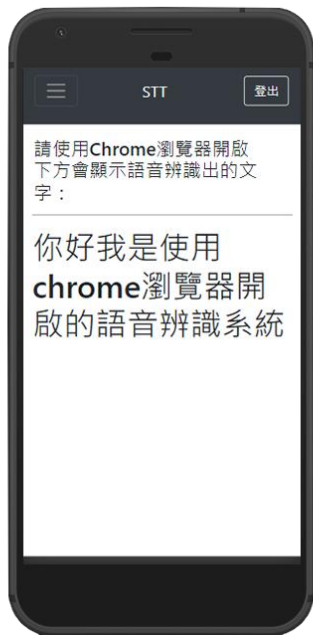 STT
登出
請使用Chrome瀏覽器開啟
下方會顯示語音辨識出的文
字：
你好我是使用
chrome瀏覽器開
啟的語音辨識系統